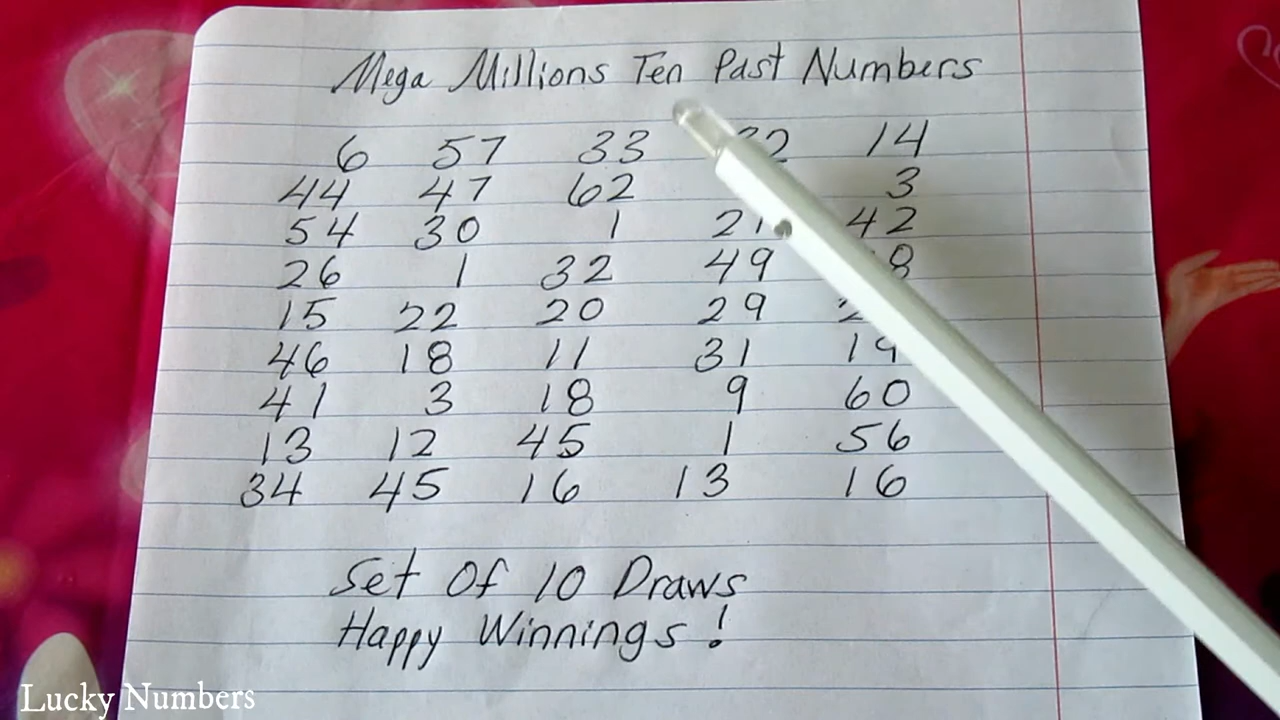 Mega Millions Ten Past Numbers
6 57 33 14
44 47 62 3
54 30 1 21 42
26 1 32 49
15 22 20 29
46 18 11 31 19
41 3 18 9 60
13 12 45 1 56
34 45 16 13 16
Set Of 10 Draws
Happy Winnings!
Lucky Numbers